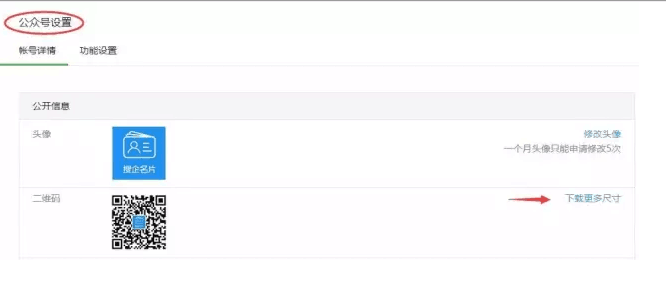 公众号设置
帐号详情 功能设置
公开信息
头像
搜企名片
修改头像
一个月头像只能申请修改5次
二维码
下载更多尺寸